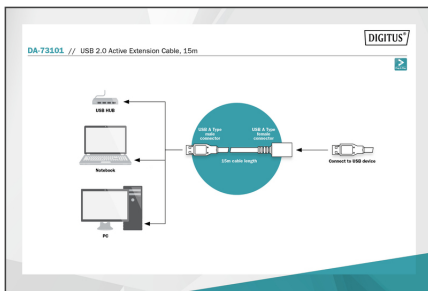 DIGITUS®
DA-73101 // USB 2.0 Active Extension Cable, 15m
USB HUB
USB A Type
male
connector
USB A Type
female
connector
15m cable length
Notebook
Connect to USB device
PC